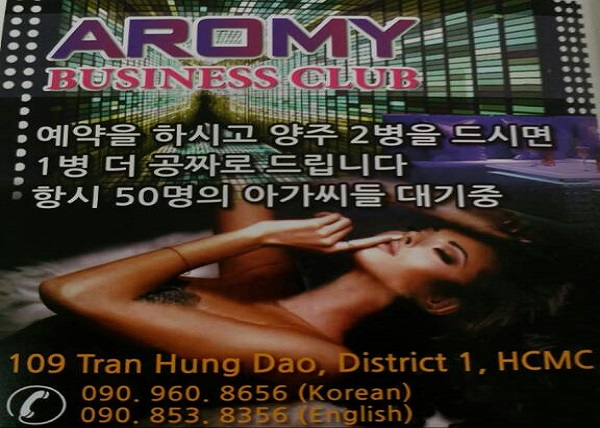 AROMY
BUSINESS CLUB
예약을 하시고 양주 2병을 드시면
1병 더 공짜로 드립니다
항시 50명의 아가씨들 대기중
109 Tran Hung Dao, District 1, HCMC
090. 960. 8656 (Korean)
090. 853. 8356 (English)